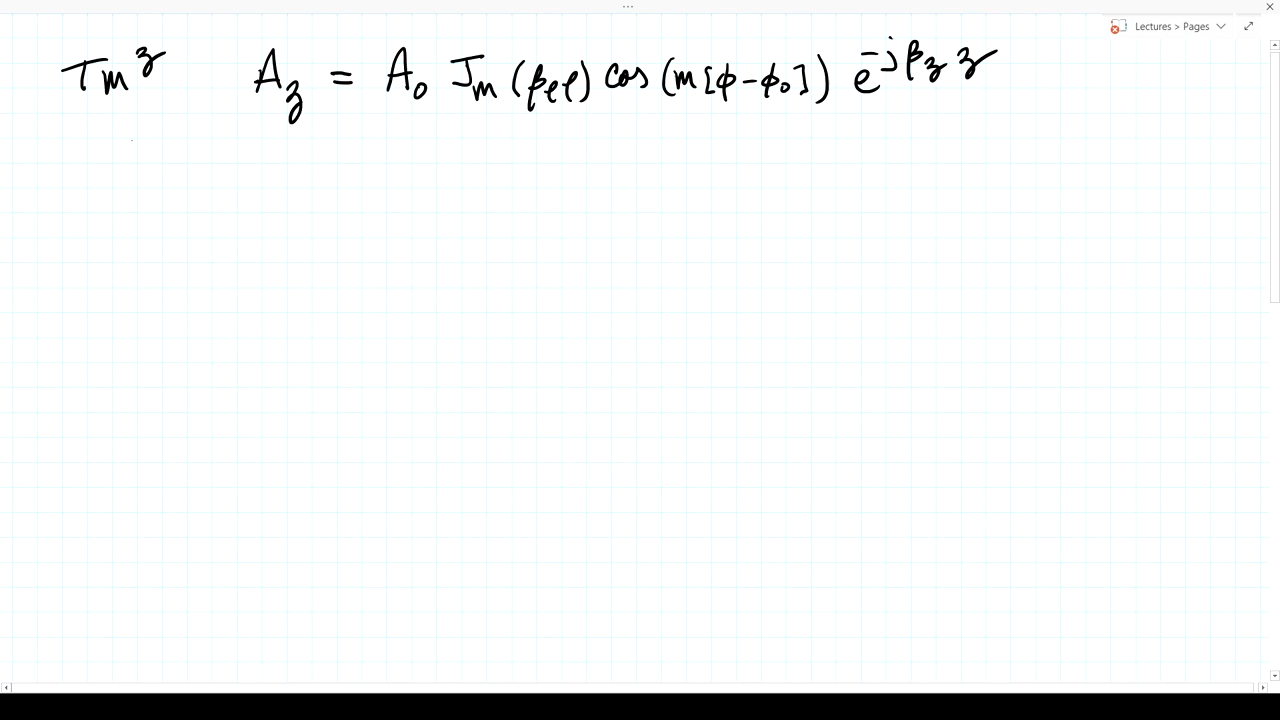 Lectures > Pages
Tm^z A_z = A_0 J_m (β_ρ ρ) cos (m [ϕ - ϕ_0]) e^{-jβ_z z}